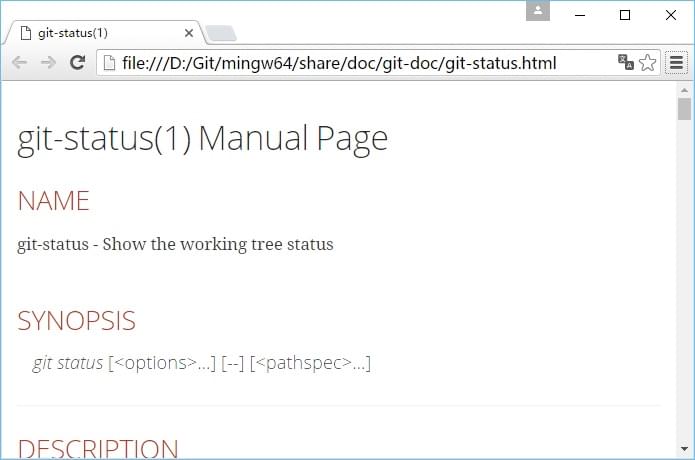 git-status(1)
file:///D:/Git/mingw64/share/doc/git-doc/git-status.html
git-status(1) Manual Page
NAME
git-status - Show the working tree status
SYNOPSIS
git status [<options>...] [--] [<pathspec>...]
DESCRIPTION